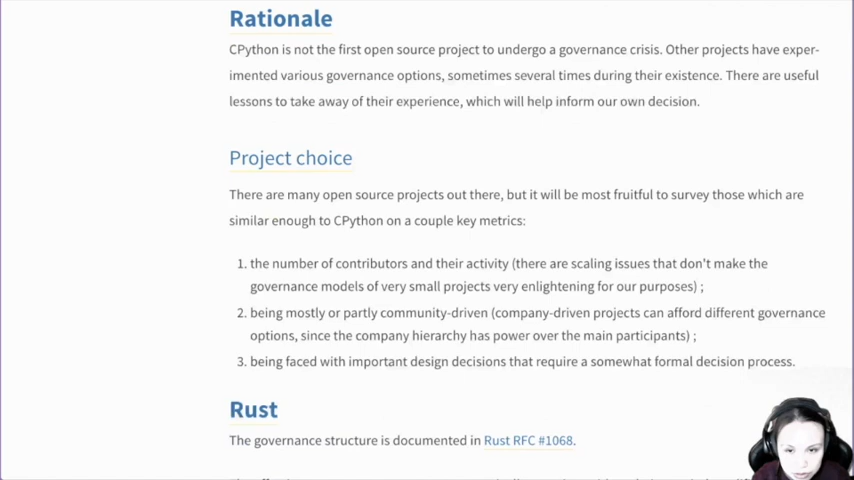 Rationale
CPython is not the first open source project to undergo a governance crisis. Other projects have exper-
imented various governance options, sometimes several times during their existence. There are useful
lessons to take away of their experience, which will help inform our own decision.
Project choice
There are many open source projects out there, but it will be most fruitful to survey those which are
similar enough to CPython on a couple key metrics:
1. the number of contributors and their activity (there are scaling issues that don't make the
governance models of very small projects very enlightening for our purposes) ;
2. being mostly or partly community-driven (company-driven projects can afford different governance
options, since the company hierarchy has power over the main participants) ;
3. being faced with important design decisions that require a somewhat formal decision process.
Rust
The governance structure is documented in Rust RFC #1068.